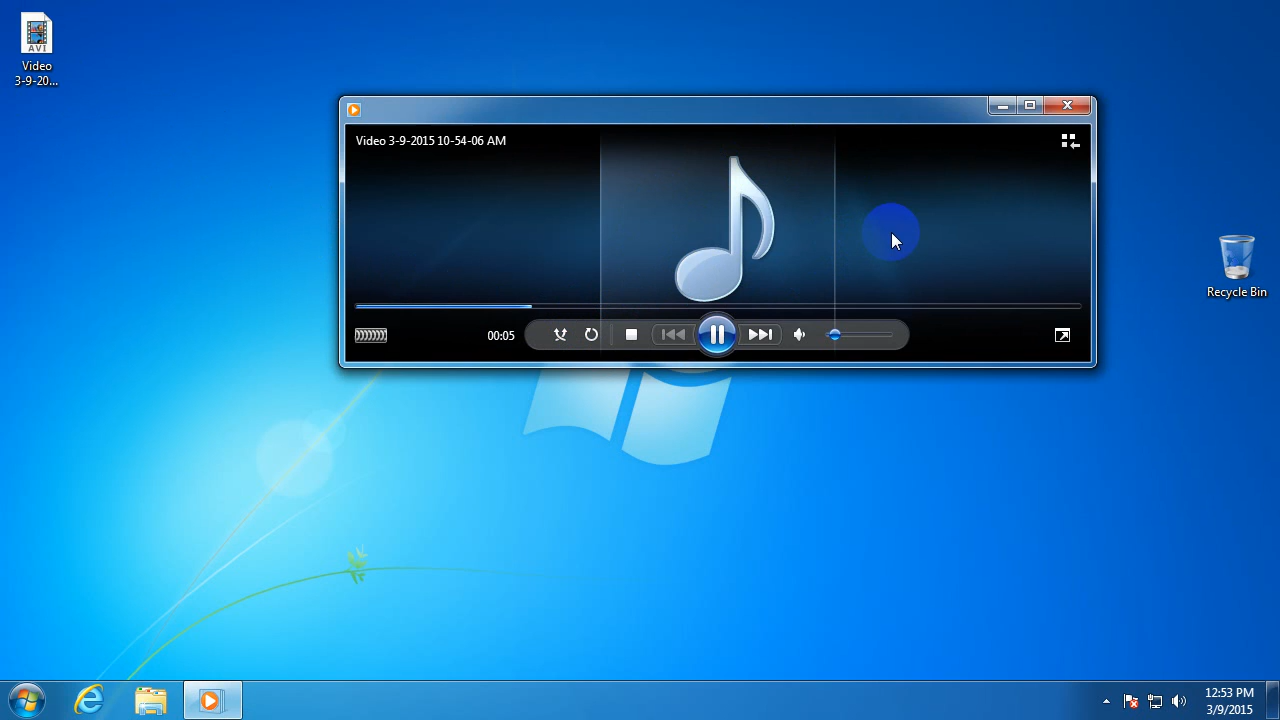 AVI
Video
3-9-20...
Video 3-9-2015 10-54-06 AM
00:05
Recycle Bin
12:53 PM
3/9/2015